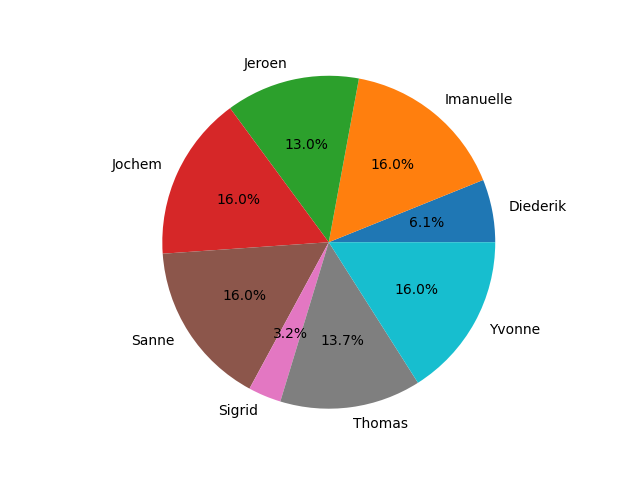 Jeroen
Imanuelle
13.0%
Jochem
16.0%
16.0%
Diederik
6.1%
16.0%
16.0%
3.2%
13.7%
Sanne
Yvonne
Sigrid
Thomas